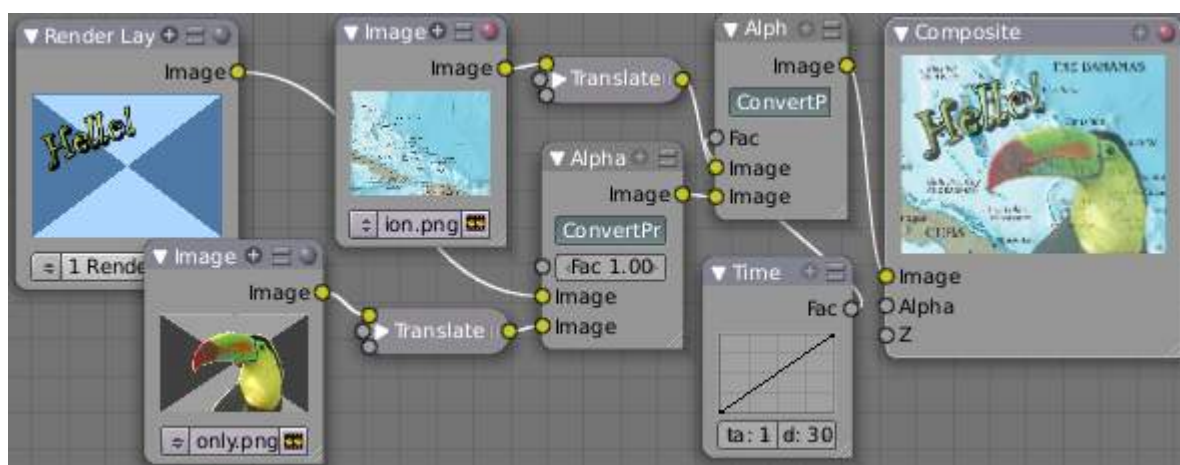 Render Lay
Image
Hello!
1 Rende
Image
Image
only.png
Image
Image
ion.png
Translate
Translate
Alpha
Image
ConvertPr
Fac 1.00
Image
Image
Alph
Image
ConvertP
Fac
Image
Image
Time
Fac
ta: 1 d: 30
Composite
THE BAHAMAS
Hello!
CUBA
Image
Alpha
Z